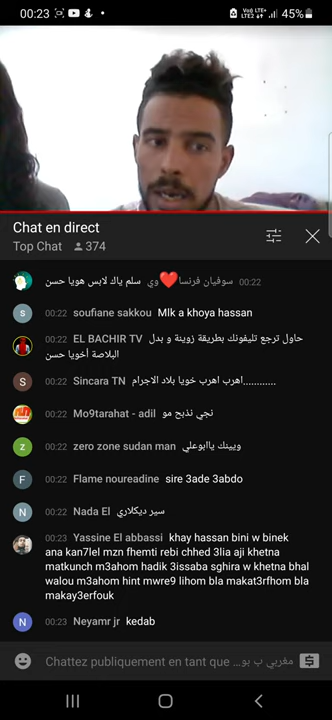 00:23
Vo) LTE+
LTE2
45%
Chat en direct
Top Chat 374
سوفيان فرنسا❤️وي سلم ياك لابس هويا حسن 00:22
00:22 soufiane sakkou Mlk a khoya hassan
00:22 EL BACHIR TV حاول ترجع تليفونك بطريقة زوينة و بدل
البلاصة أخويا حسن
00:22 Sincara TN اهرب اهرب خويا بلاد الاجرام............
00:22 Mo9tarahat - adil نجي نذبح مو
00:22 zero zone sudan man ويينك ياابوعلي
00:22 Flame noureadine sire 3ade 3abdo
00:22 Nada El سير ديكلاري
00:23 Yassine El abbassi khay hassan bini w binek
ana kan7lel mzn fhemti rebi chhed 3lia aji khetna
matkunch m3ahom hadik 3issaba sghira w khetna bhal
walou m3ahom hint mwre9 lihom bla makat3rfhom bla
makay3erfouk
00:23 Neyamr jr kedab
Chattez publiquement en tant que ...مغربي ب بو